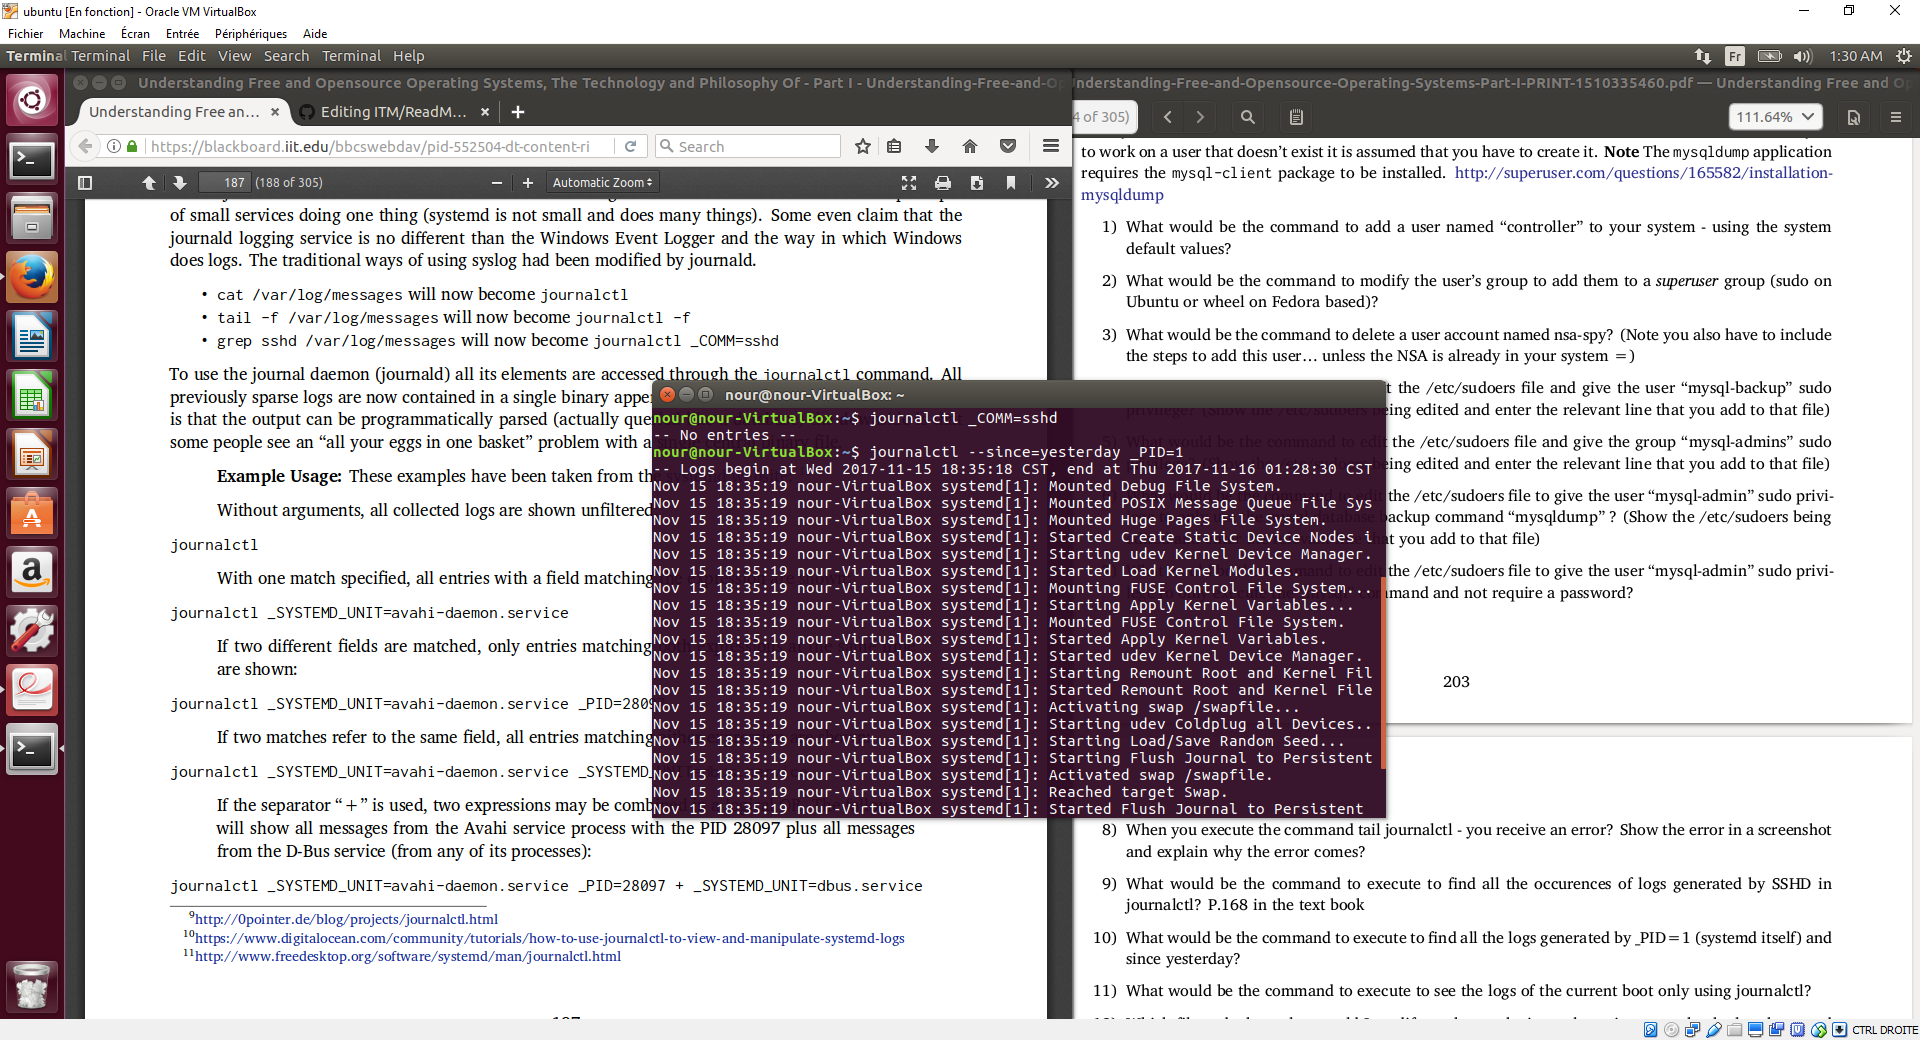 ubuntu [En fonction] - Oracle VM VirtualBox
Fichier Machine Écran Entrée Périphériques Aide
Terminal Terminal File Edit View Search Terminal Help
Fr 1:30 AM
Understanding Free and Opensource Operating Systems, The Technology and Philosophy Of - Part I - Understanding-Free-and-O
Understanding Free an... Editing ITM/ReadM...
https://blackboard.iit.edu/bbcswebdav/pid-552504-dt-content-ri
Search
187 (188 of 305)
Automatic Zoom
of small services doing one thing (systemd is not small and does many things). Some even claim that the
journald logging service is no different than the Windows Event Logger and the way in which Windows
does logs. The traditional ways of using syslog had been modified by journald.
• cat /var/log/messages will now become journalctl
• tail -f /var/log/messages will now become journalctl -f
• grep sshd /var/log/messages will now become journalctl _COMM=sshd
To use the journal daemon (journald) all its elements are accessed through the journalctl command. All
previously sparse logs are now contained in a single binary appe
is that the output can be programmatically parsed (actually que
some people see an “all your eggs in one basket” problem with a
Example Usage: These examples have been taken from th
Without arguments, all collected logs are shown unfiltered
journalctl
With one match specified, all entries with a field matching
journalctl _SYSTEMD_UNIT=avahi-daemon.service
If two different fields are matched, only entries matching
are shown:
journalctl _SYSTEMD_UNIT=avahi-daemon.service _PID=2809
If two matches refer to the same field, all entries matching
journalctl _SYSTEMD_UNIT=avahi-daemon.service _SYSTEMD_
If the separator “+” is used, two expressions may be comb
will show all messages from the Avahi service process with the PID 28097 plus all messages
from the D-Bus service (from any of its processes):
journalctl _SYSTEMD_UNIT=avahi-daemon.service _PID=28097 + _SYSTEMD_UNIT=dbus.service
9http://0pointer.de/blog/projects/journalctl.html
10https://www.digitalocean.com/community/tutorials/how-to-use-journalctl-to-view-and-manipulate-systemd-logs
11http://www.freedesktop.org/software/systemd/man/journalctl.html
nour@nour-VirtualBox: ~
nour@nour-VirtualBox:~$ journalctl _COMM=sshd
-- No entries --
nour@nour-VirtualBox:~$ journalctl --since=yesterday _PID=1
-- Logs begin at Wed 2017-11-15 18:35:18 CST, end at Thu 2017-11-16 01:28:30 CST
Nov 15 18:35:19 nour-VirtualBox systemd[1]: Mounted Debug File System.
Nov 15 18:35:19 nour-VirtualBox systemd[1]: Mounted POSIX Message Queue File Sys
Nov 15 18:35:19 nour-VirtualBox systemd[1]: Mounted Huge Pages File System.
Nov 15 18:35:19 nour-VirtualBox systemd[1]: Started Create Static Device Nodes i
Nov 15 18:35:19 nour-VirtualBox systemd[1]: Starting udev Kernel Device Manager.
Nov 15 18:35:19 nour-VirtualBox systemd[1]: Started Load Kernel Modules.
Nov 15 18:35:19 nour-VirtualBox systemd[1]: Mounting FUSE Control File System...
Nov 15 18:35:19 nour-VirtualBox systemd[1]: Starting Apply Kernel Variables...
Nov 15 18:35:19 nour-VirtualBox systemd[1]: Mounted FUSE Control File System.
Nov 15 18:35:19 nour-VirtualBox systemd[1]: Started Apply Kernel Variables.
Nov 15 18:35:19 nour-VirtualBox systemd[1]: Started udev Kernel Device Manager.
Nov 15 18:35:19 nour-VirtualBox systemd[1]: Starting Remount Root and Kernel Fil
Nov 15 18:35:19 nour-VirtualBox systemd[1]: Started Remount Root and Kernel File
Nov 15 18:35:19 nour-VirtualBox systemd[1]: Activating swap /swapfile...
Nov 15 18:35:19 nour-VirtualBox systemd[1]: Starting udev Coldplug all Devices..
Nov 15 18:35:19 nour-VirtualBox systemd[1]: Starting Load/Save Random Seed...
Nov 15 18:35:19 nour-VirtualBox systemd[1]: Starting Flush Journal to Persistent
Nov 15 18:35:19 nour-VirtualBox systemd[1]: Activated swap /swapfile.
Nov 15 18:35:19 nour-VirtualBox systemd[1]: Reached target Swap.
Nov 15 18:35:19 nour-VirtualBox systemd[1]: Started Flush Journal to Persistent
nderstanding-Free-and-Opensource-Operating-Systems-Part-I-PRINT-1510335460.pdf — Understanding Free and Op
4 of 305)
111.64%
to work on a user that doesn’t exist it is assumed that you have to create it. Note The mysqldump application
requires the mysql-client package to be installed. http://superuser.com/questions/165582/installation-
mysqldump
1) What would be the command to add a user named “controller” to your system - using the system
default values?
2) What would be the command to modify the user’s group to add them to a superuser group (sudo on
Ubuntu or wheel on Fedora based)?
3) What would be the command to delete a user account named nsa-spy? (Note you also have to include
the steps to add this user… unless the NSA is already in your system =)
t the /etc/sudoers file and give the user “mysql-backup” sudo
ing edited and enter the relevant line that you add to that file)
the /etc/sudoers file and give the group “mysql-admins” sudo
ing edited and enter the relevant line that you add to that file)
the /etc/sudoers file to give the user “mysql-admin” sudo privi-
backup command “mysqldump” ? (Show the /etc/sudoers being
at you add to that file)
the /etc/sudoers file to give the user “mysql-admin” sudo privi-
mmand and not require a password?
203
8) When you execute the command tail journalctl - you receive an error? Show the error in a screenshot
and explain why the error comes?
9) What would be the command to execute to find all the occurences of logs generated by SSHD in
journalctl? P.168 in the text book
10) What would be the command to execute to find all the logs generated by _PID=1 (systemd itself) and
since yesterday?
11) What would be the command to execute to see the logs of the current boot only using journalctl?
CTRL DROITE